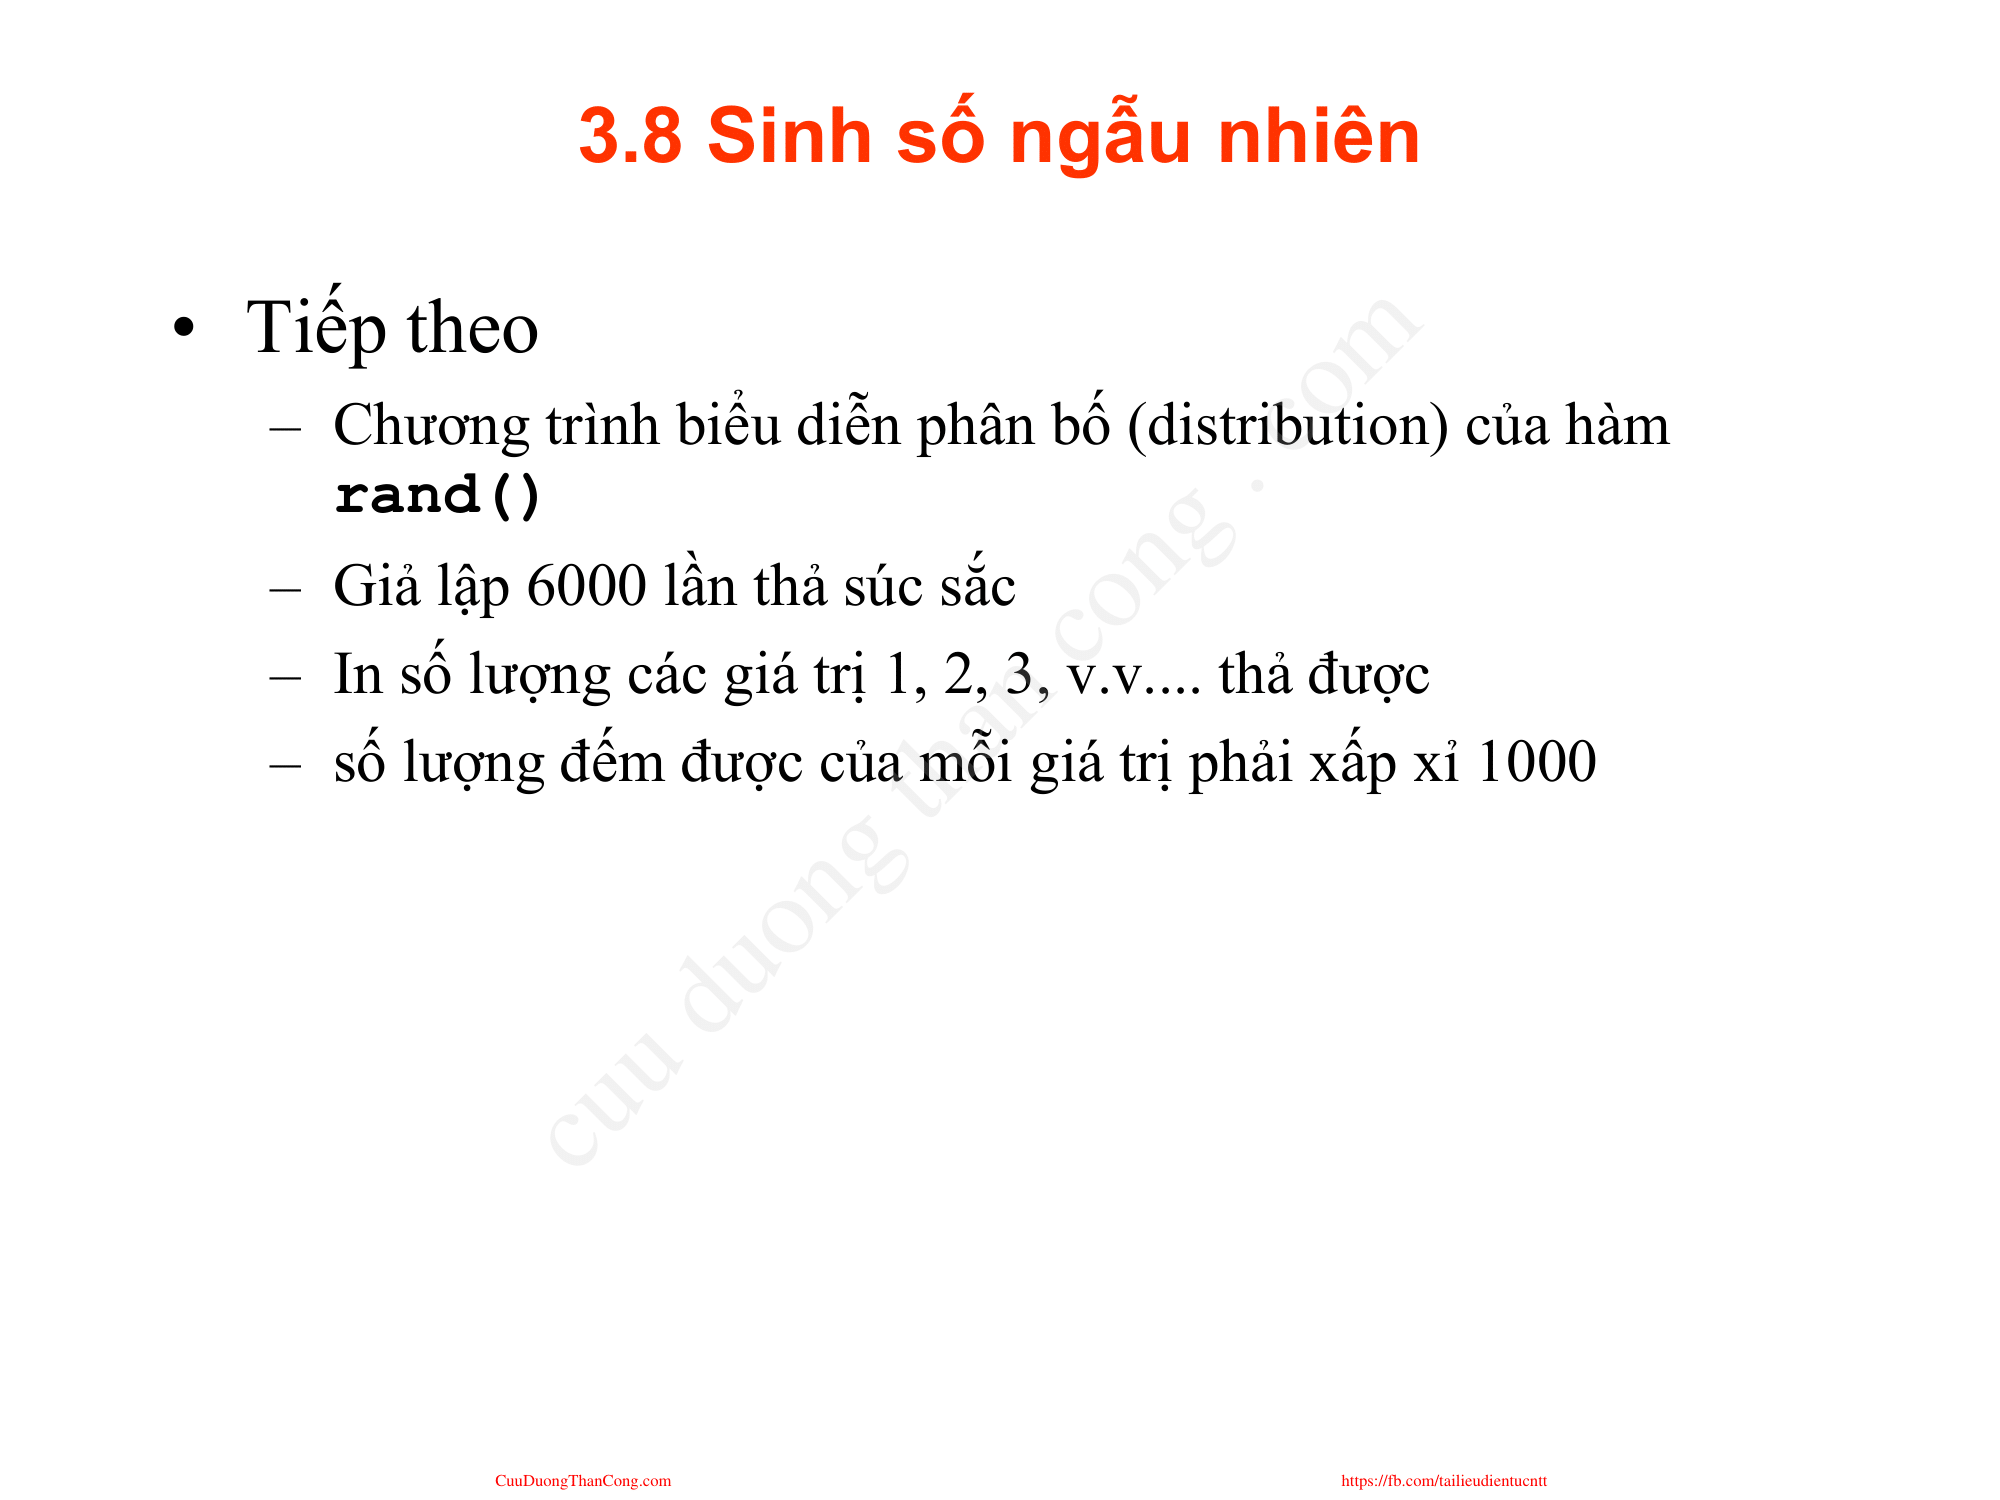 3.8 Sinh số ngẫu nhiên
• Tiếp theo
– Chương trình biểu diễn phân bố (distribution) của hàm
rand()
– Giả lập 6000 lần thả súc sắc
– In số lượng các giá trị 1, 2, 3, v.v.... thả được
– số lượng đếm được của mỗi giá trị phải xấp xỉ 1000
cuu duong than cong . com
CuuDuongThanCong.com
https://fb.com/tailieudientucntt